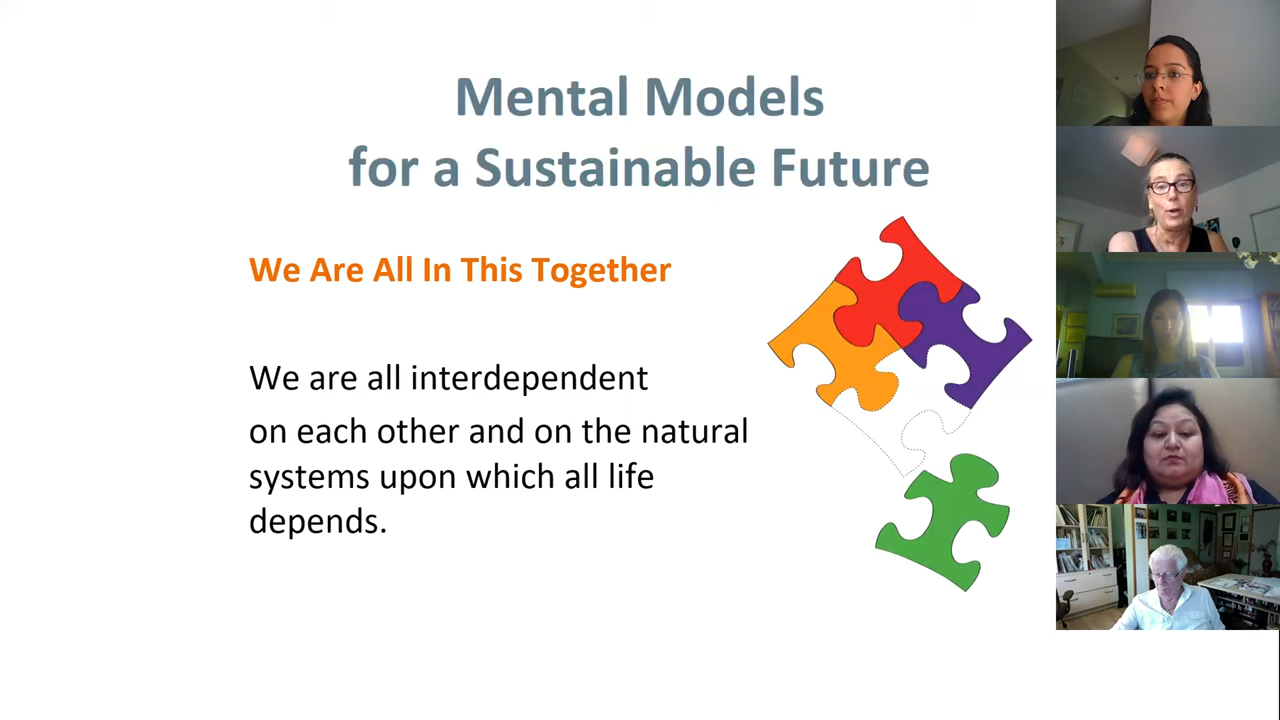 Mental Models
for a Sustainable Future
We Are All In This Together
We are all interdependent
on each other and on the natural
systems upon which all life
depends.